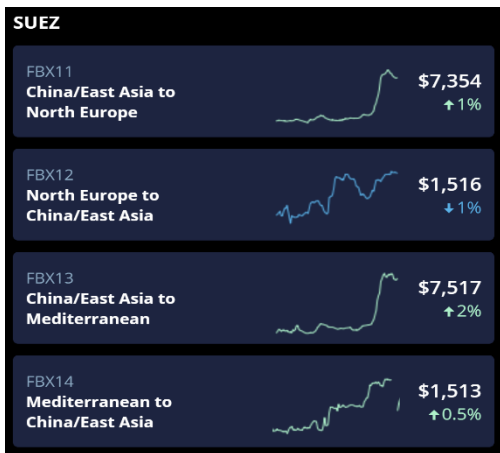 SUEZ
FBX11
China/East Asia to
North Europe
$7,354
↑1%
FBX12
North Europe to
China/East Asia
$1,516
↓1%
FBX13
China/East Asia to
Mediterranean
$7,517
↑2%
FBX14
Mediterranean to
China/East Asia
$1,513
↑0.5%